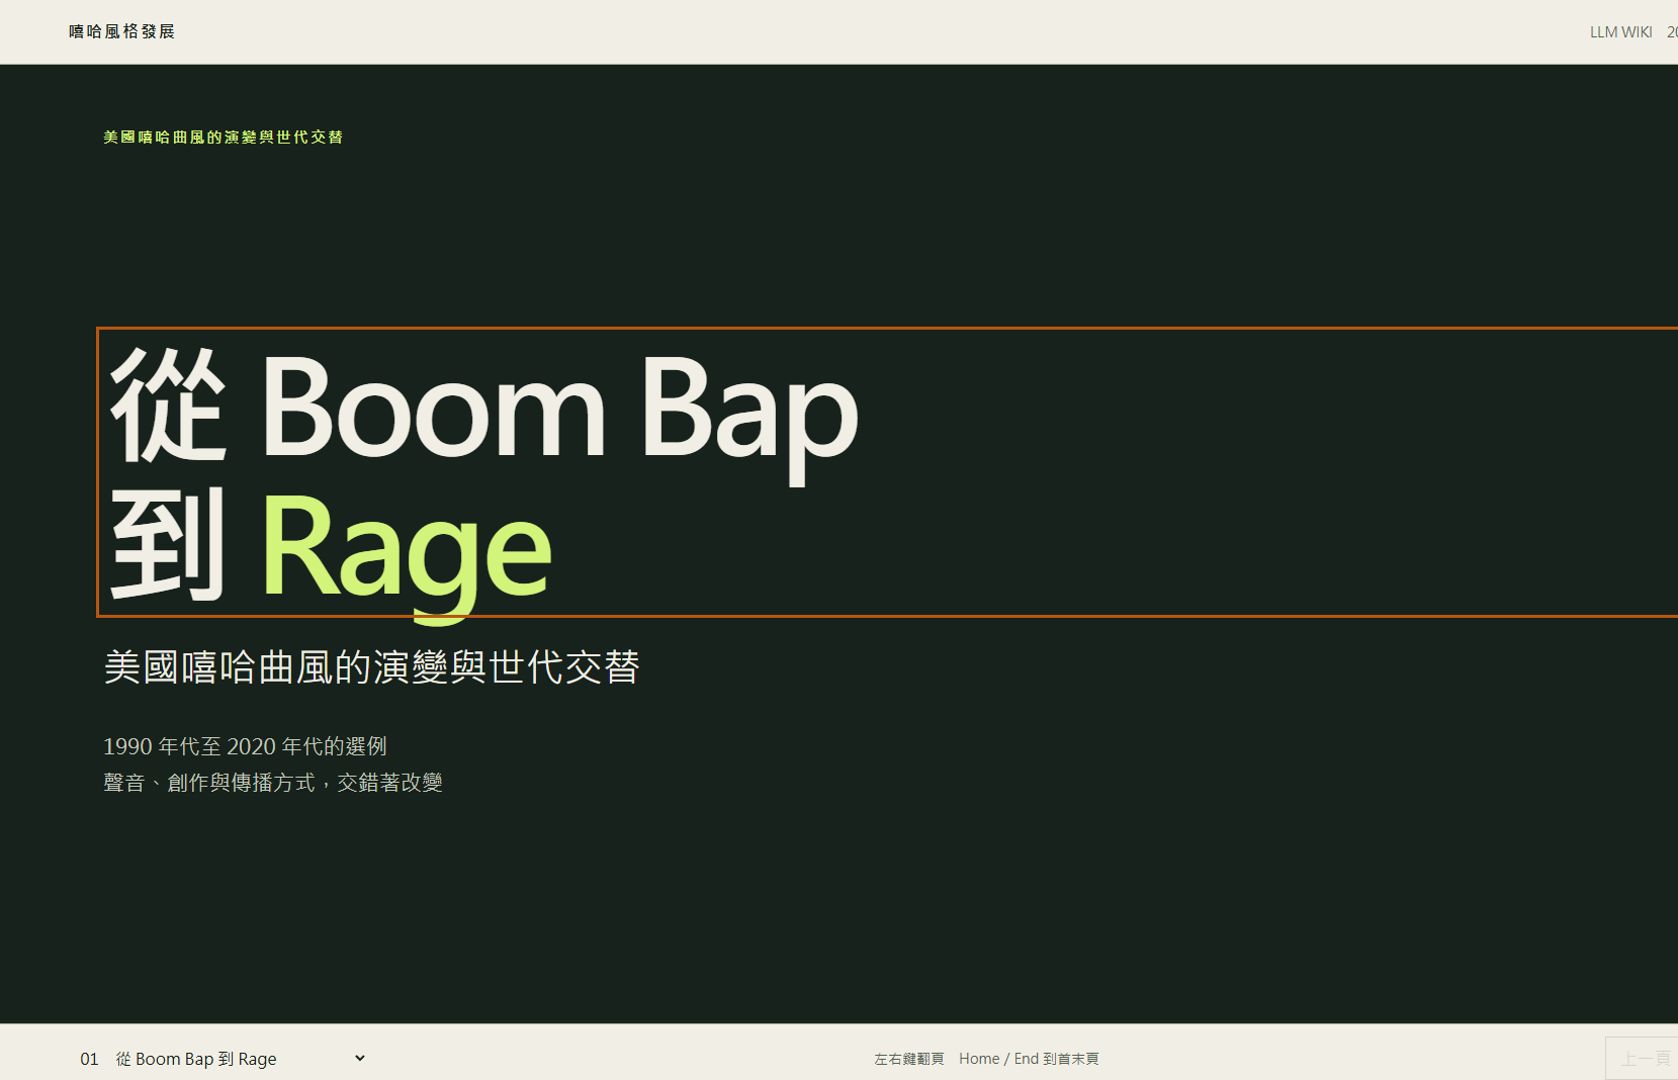 嘻哈風格發展
LLM WIKI
美國嘻哈曲風的演變與世代交替
從 Boom Bap
到 Rage
美國嘻哈曲風的演變與世代交替
1990 年代至 2020 年代的選例
聲音、創作與傳播方式，交錯著改變
01 從 Boom Bap 到 Rage
左右鍵翻頁 Home / End 到首末頁
上一頁